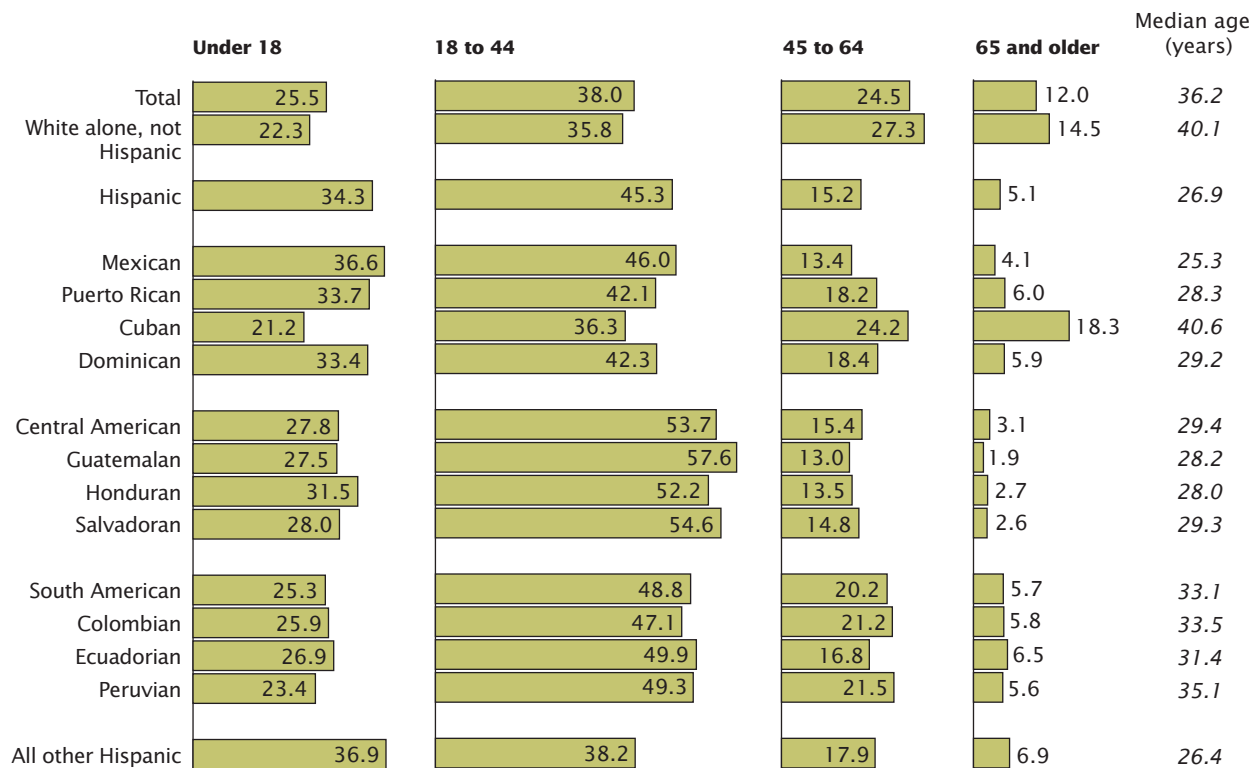 Median age
(years)
Under 18 18 to 44 45 to 64 65 and older
Total 25.5 38.0 24.5 12.0 36.2
White alone, not 22.3 35.8 27.3 14.5 40.1
Hispanic
Hispanic 34.3 45.3 15.2 5.1 26.9
Mexican 36.6 46.0 13.4 4.1 25.3
Puerto Rican 33.7 42.1 18.2 6.0 28.3
Cuban 21.2 36.3 24.2 18.3 40.6
Dominican 33.4 42.3 18.4 5.9 29.2
Central American 27.8 53.7 15.4 3.1 29.4
Guatemalan 27.5 57.6 13.0 1.9 28.2
Honduran 31.5 52.2 13.5 2.7 28.0
Salvadoran 28.0 54.6 14.8 2.6 29.3
South American 25.3 48.8 20.2 5.7 33.1
Colombian 25.9 47.1 21.2 5.8 33.5
Ecuadorian 26.9 49.9 16.8 6.5 31.4
Peruvian 23.4 49.3 21.5 5.6 35.1
All other Hispanic 36.9 38.2 17.9 6.9 26.4